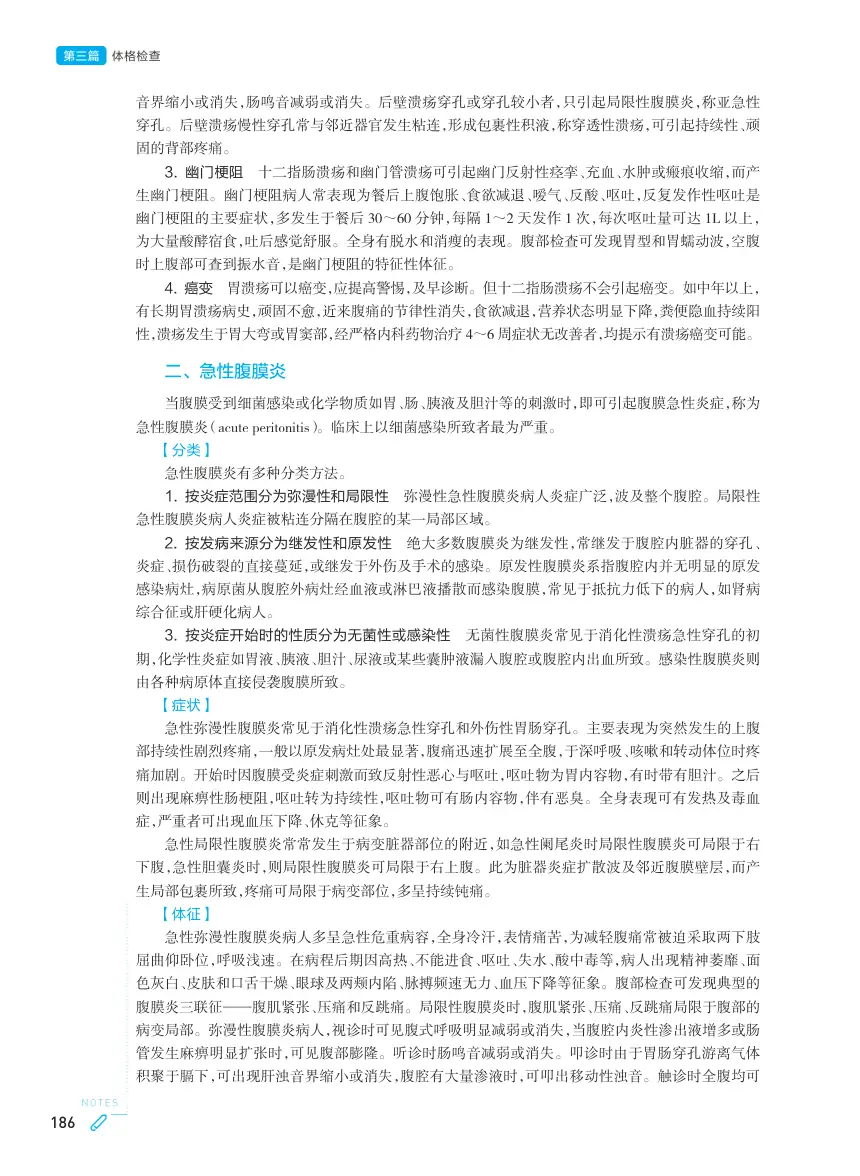 第三篇 体格检查
音界缩小或消失,肠鸣音减弱或消失。后壁溃疡穿孔或穿孔较小者,只引起局限性腹膜炎,称亚急性
穿孔。后壁溃疡慢性穿孔常与邻近器官发生粘连,形成包裹性积液,称穿透性溃疡,可引起持续性、顽
固的背部疼痛。
3. 幽门梗阻 十二指肠溃疡和幽门管溃疡可引起幽门反射性痉挛、充血、水肿或瘢痕收缩,而产
生幽门梗阻。幽门梗阻病人常表现为餐后上腹饱胀、食欲减退、嗳气、反酸、呕吐,反复发作性呕吐是
幽门梗阻的主要症状,多发生于餐后 30～60 分钟,每隔 1～2 天发作 1 次,每次呕吐量可达 1L 以上,
为大量酸酵宿食,吐后感觉舒服。全身有脱水和消瘦的表现。腹部检查可发现胃型和胃蠕动波,空腹
时上腹部可查到振水音,是幽门梗阻的特征性体征。
4. 癌变 胃溃疡可以癌变,应提高警惕,及早诊断。但十二指肠溃疡不会引起癌变。如中年以上,
有长期胃溃疡病史,顽固不愈,近来腹痛的节律性消失,食欲减退,营养状态明显下降,粪便隐血持续阳
性,溃疡发生于胃大弯或胃窦部,经严格内科药物治疗 4～6 周症状无改善者,均提示有溃疡癌变可能。
二、急性腹膜炎
当腹膜受到细菌感染或化学物质如胃、肠、胰液及胆汁等的刺激时,即可引起腹膜急性炎症,称为
急性腹膜炎(acute peritonitis)。临床上以细菌感染所致者最为严重。
【分类】
急性腹膜炎有多种分类方法。
1. 按炎症范围分为弥漫性和局限性 弥漫性急性腹膜炎病人炎症广泛,波及整个腹腔。局限性
急性腹膜炎病人炎症被粘连分隔在腹腔的某一局部区域。
2. 按发病来源分为继发性和原发性 绝大多数腹膜炎为继发性,常继发于腹腔内脏器的穿孔、
炎症、损伤破裂的直接蔓延,或继发于外伤及手术的感染。原发性腹膜炎系指腹腔内并无明显的原发
感染病灶,病原菌从腹腔外病灶经血液或淋巴液播散而感染腹膜,常见于抵抗力低下的病人,如肾病
综合征或肝硬化病人。
3. 按炎症开始时的性质分为无菌性或感染性 无菌性腹膜炎常见于消化性溃疡急性穿孔的初
期,化学性炎症如胃液、胰液、胆汁、尿液或某些囊肿液漏入腹腔或腹腔内出血所致。感染性腹膜炎则
由各种病原体直接侵袭腹膜所致。
【症状】
急性弥漫性腹膜炎常见于消化性溃疡急性穿孔和外伤性胃肠穿孔。主要表现为突然发生的上腹
部持续性剧烈疼痛,一般以原发病灶处最显著,腹痛迅速扩展至全腹,于深呼吸、咳嗽和转动体位时疼
痛加剧。开始时因腹膜受炎症刺激而致反射性恶心与呕吐,呕吐物为胃内容物,有时带有胆汁。之后
则出现麻痹性肠梗阻,呕吐转为持续性,呕吐物可有肠内容物,伴有恶臭。全身表现可有发热及毒血
症,严重者可出现血压下降、休克等征象。
急性局限性腹膜炎常常发生于病变脏器部位的附近,如急性阑尾炎时局限性腹膜炎可局限于右
下腹,急性胆囊炎时,则局限性腹膜炎可局限于右上腹。此为脏器炎症扩散波及邻近腹膜壁层,而产
生局部包裹所致,疼痛可局限于病变部位,多呈持续钝痛。
【体征】
急性弥漫性腹膜炎病人多呈急性危重病容,全身冷汗,表情痛苦,为减轻腹痛常被迫采取两下肢
屈曲仰卧位,呼吸浅速。在病程后期因高热、不能进食、呕吐、失水、酸中毒等,病人出现精神萎靡、面
色灰白、皮肤和口舌干燥、眼球及两颊内陷、脉搏频速无力、血压下降等征象。腹部检查可发现典型的
腹膜炎三联征——腹肌紧张、压痛和反跳痛。局限性腹膜炎时,腹肌紧张、压痛、反跳痛局限于腹部的
病变局部。弥漫性腹膜炎病人,视诊时可见腹式呼吸明显减弱或消失,当腹腔内炎性渗出液增多或肠
管发生麻痹明显扩张时,可见腹部膨隆。听诊时肠鸣音减弱或消失。叩诊时由于胃肠穿孔游离气体
积聚于膈下,可出现肝浊音界缩小或消失,腹腔有大量渗液时,可叩出移动性浊音。触诊时全腹均可
NOTES
186